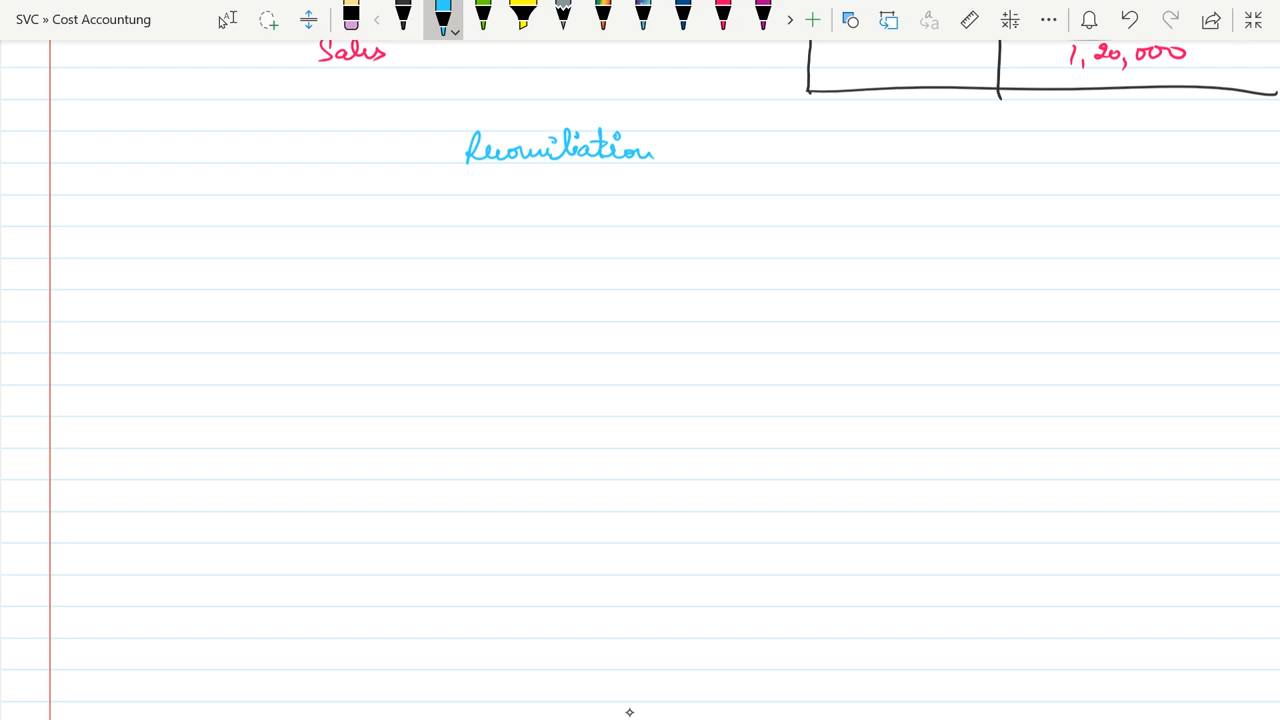 SVC » Cost Accountung
Sales 1,20,000
Reconciliation